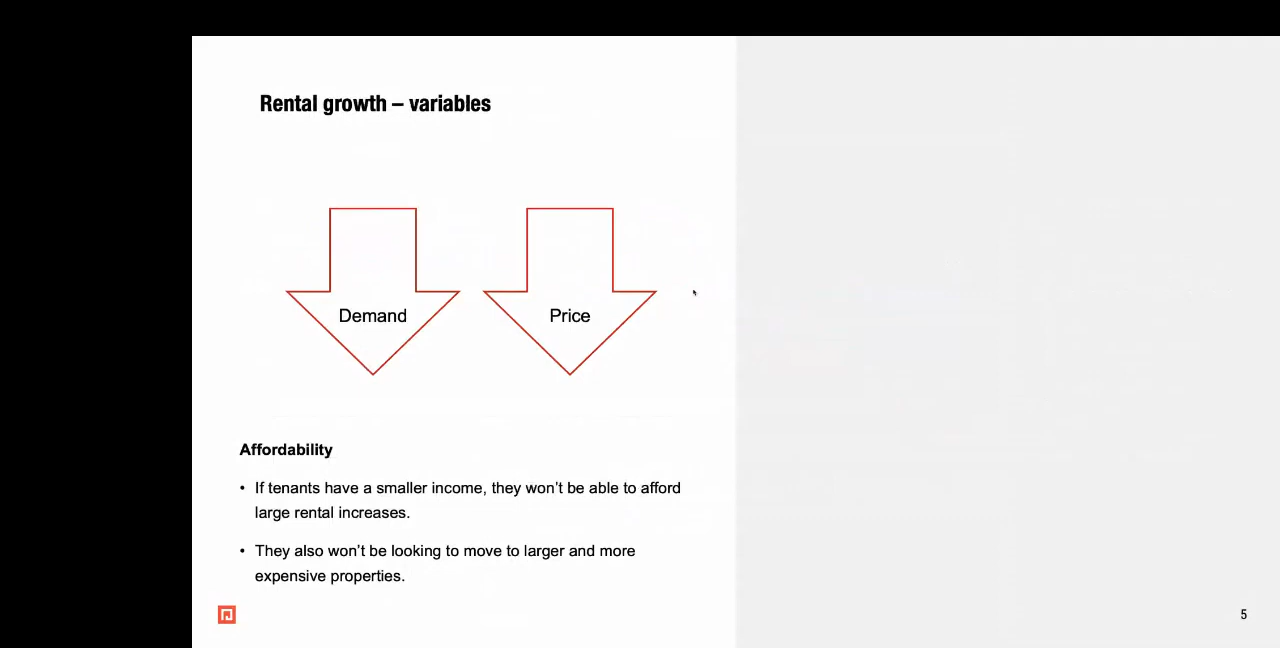 Rental growth – variables
Demand
Price
Affordability
• If tenants have a smaller income, they won’t be able to afford
large rental increases.
• They also won’t be looking to move to larger and more
expensive properties.
5